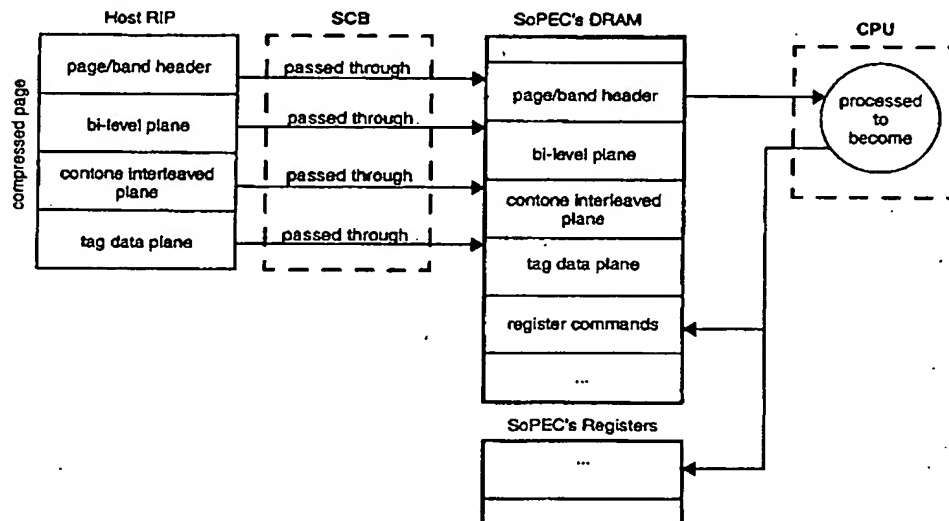 Host RIP
SCB
SoPEC's DRAM
CPU
compressed page
page/band header
bi-level plane
contone interleaved
plane
tag data plane
passed through
passed through
passed through
passed through
page/band header
bi-level plane
contone interleaved
plane
tag data plane
register commands
...
processed
to
become
SoPEC's Registers
...